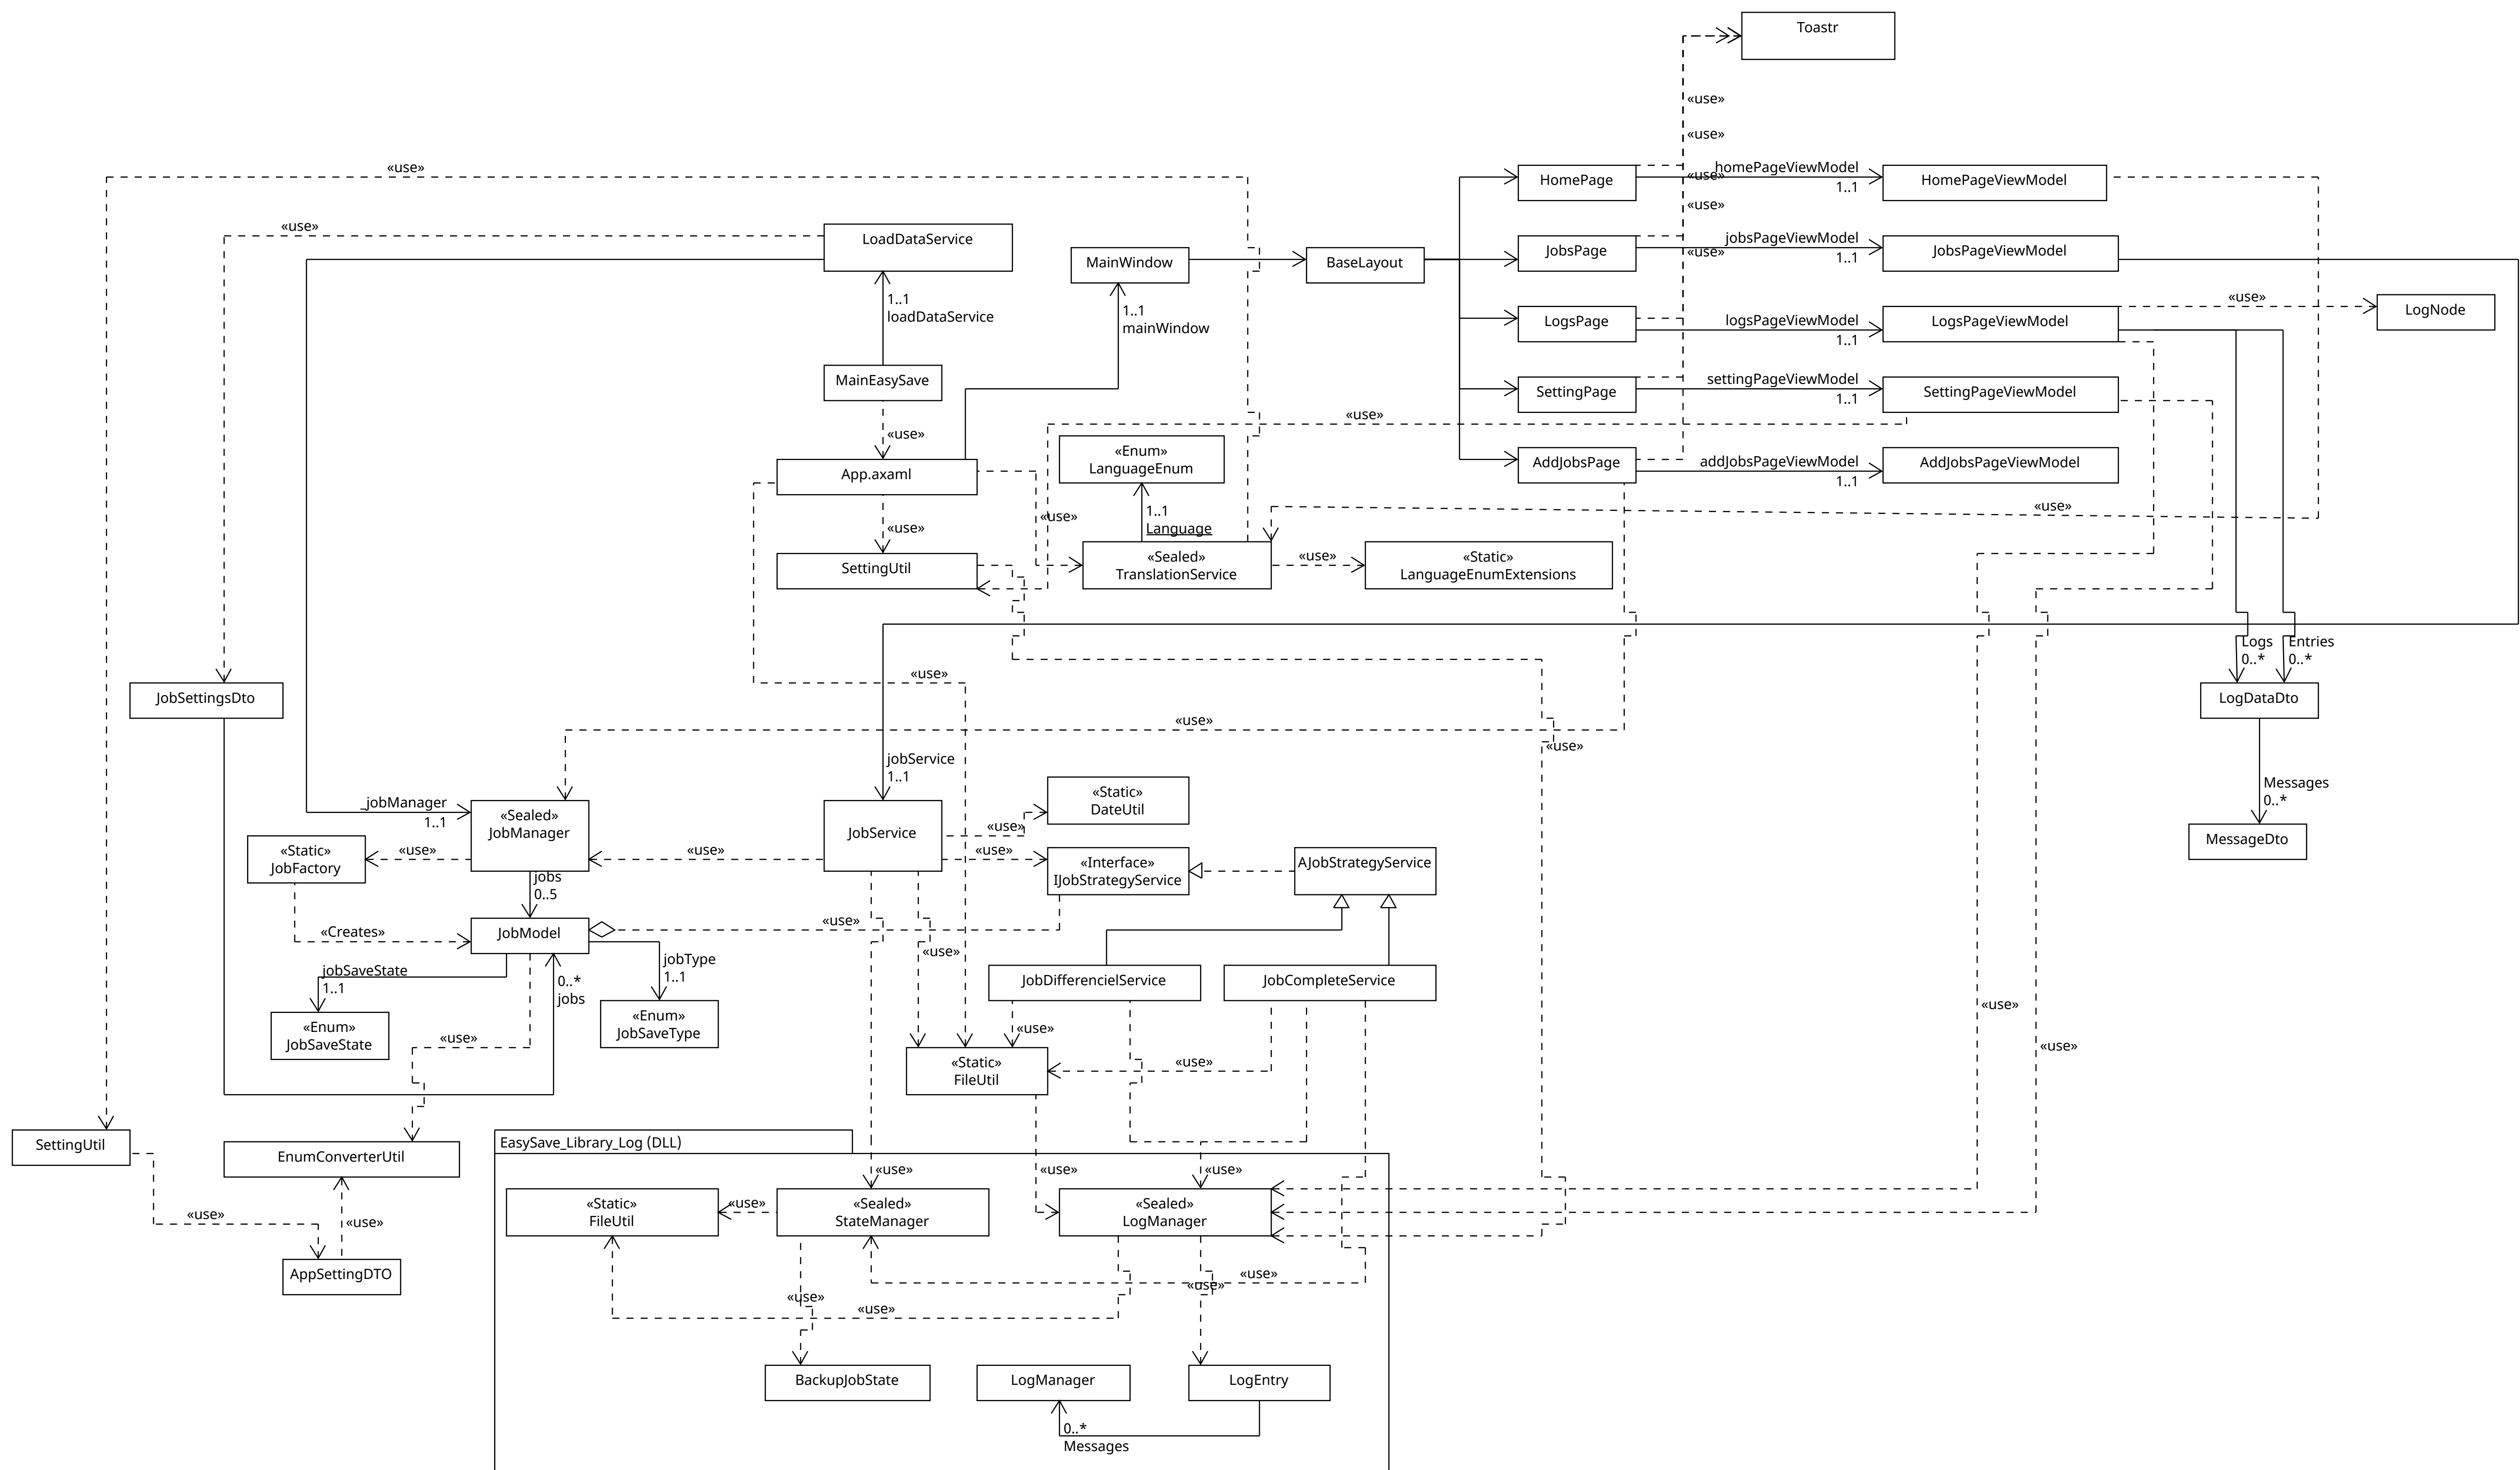 Toastr
«use»
«use»
«use»
homePageViewModel
«use»
HomePage
1..1
HomePageViewModel
«use»
«use»
LoadDataService
jobsPageViewModel
JobsPage
1..1
JobsPageViewModel
«use»
MainWindow
BaseLayout
1..1
loadDataService
1..1
mainWindow
«use»
LogNode
logsPageViewModel
LogsPage
1..1
LogsPageViewModel
MainEasySave
settingPageViewModel
SettingPage
1..1
SettingPageViewModel
«use»
«use»
«Enum»
LanguageEnum
App.axaml
addJobsPageViewModel
AddJobsPage
1..1
AddJobsPageViewModel
«use»
«use»
1..1
Language
«use»
SettingUtil
«Sealed»
TranslationService
«use»
«Static»
LanguageEnumExtensions
Logs
0..*
Entries
0..*
«use»
JobSettingsDto
LogDataDto
«use»
«use»
jobService
1..1
Messages
0..*
_jobManager
1..1
«Sealed»
JobManager
JobService
«Static»
DateUtil
«use»
MessageDto
«Static»
JobFactory
«use»
«use»
«use»
«Interface»
IJobStrategyService
AJobStrategyService
jobs
0..5
«use»
«Creates»
JobModel
«use»
jobSaveState
1..1
jobType
1..1
0..*
jobs
JobDifferencielService
JobCompleteService
«Enum»
JobSaveState
«Enum»
JobSaveType
«use»
«use»
«use»
«use»
«Static»
FileUtil
«use»
«use»
SettingUtil
EnumConverterUtil
EasySave_Library_Log (DLL)
«use»
«use»
«use»
«use»
«use»
«Static»
FileUtil
«use»
«Sealed»
StateManager
«Sealed»
LogManager
AppSettingDTO
«use»
«use»
«use»
«use»
BackupJobState
LogManager
LogEntry
0..*
Messages